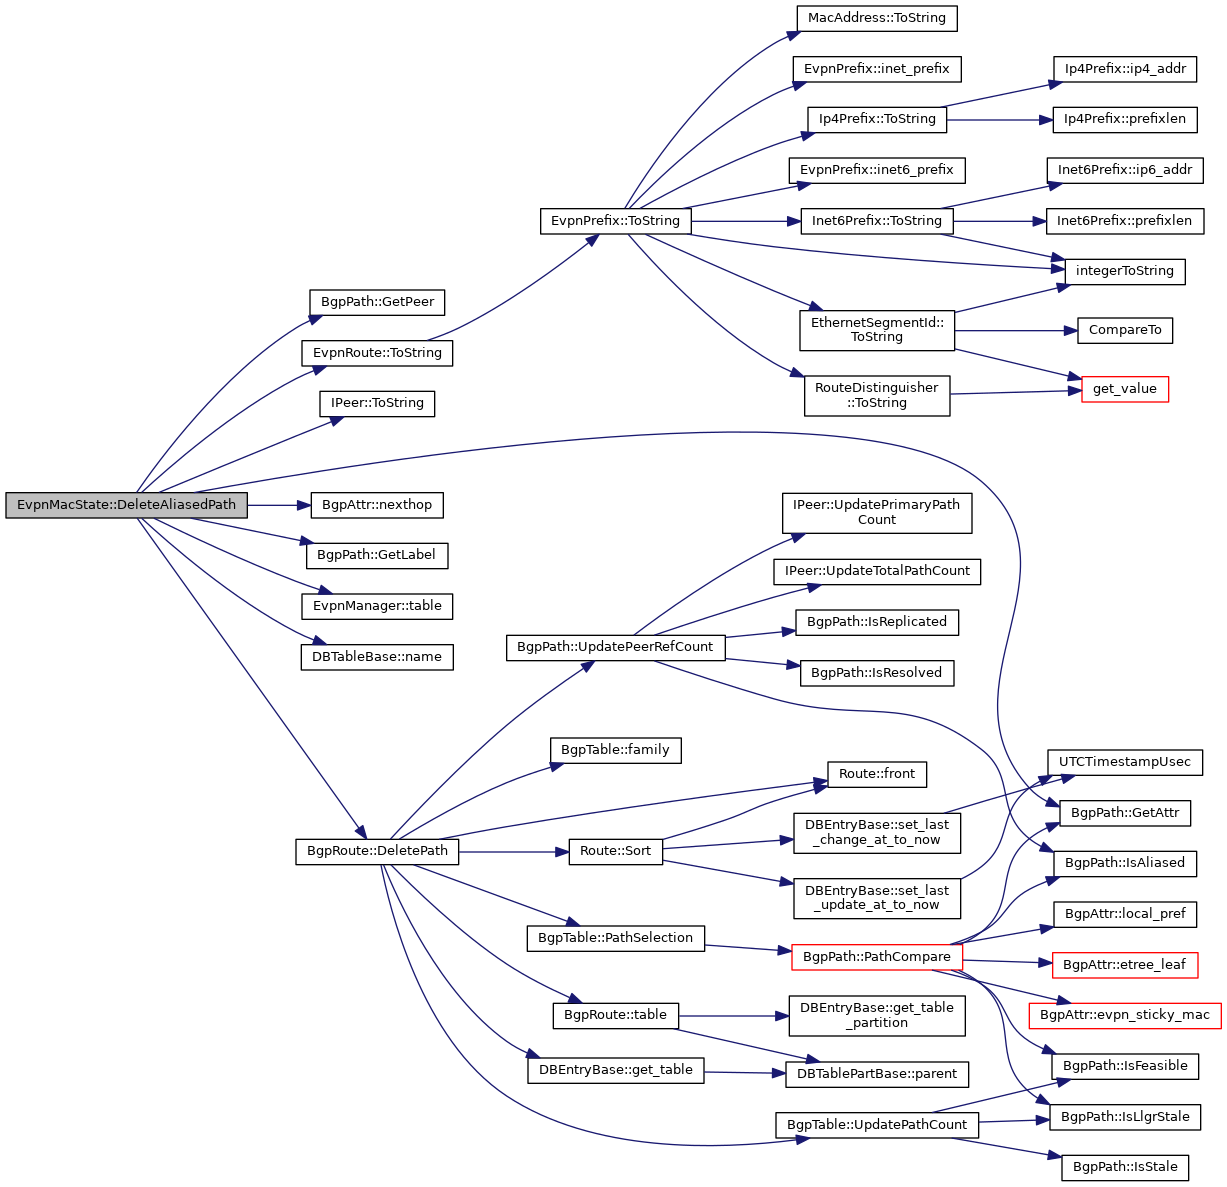 MacAddress::ToString
EvpnPrefix::inet_prefix
Ip4Prefix::ip4_addr
Ip4Prefix::ToString
Ip4Prefix::prefixlen
EvpnPrefix::inet6_prefix
Inet6Prefix::ip6_addr
EvpnPrefix::ToString
Inet6Prefix::ToString
Inet6Prefix::prefixlen
integerToString
BgpPath::GetPeer
EthernetSegmentId::
ToString
CompareTo
EvpnRoute::ToString
RouteDistinguisher
::ToString
get_value
IPeer::ToString
EvpnMacState::DeleteAliasedPath
BgpAttr::nexthop
IPeer::UpdatePrimaryPath
Count
BgpPath::GetLabel
IPeer::UpdateTotalPathCount
EvpnManager::table
BgpPath::IsReplicated
DBTableBase::name
BgpPath::UpdatePeerRefCount
BgpPath::IsResolved
BgpTable::family
UTCTimestampUsec
Route::front
BgpPath::GetAttr
BgpRoute::DeletePath
Route::Sort
DBEntryBase::set_last
_change_at_to_now
BgpPath::IsAliased
DBEntryBase::set_last
_update_at_to_now
BgpAttr::local_pref
BgpTable::PathSelection
BgpPath::PathCompare
BgpAttr::etree_leaf
BgpRoute::table
DBEntryBase::get_table
_partition
BgpAttr::evpn_sticky_mac
DBEntryBase::get_table
DBTablePartBase::parent
BgpPath::IsFeasible
BgpTable::UpdatePathCount
BgpPath::IsLlgrStale
BgpPath::IsStale